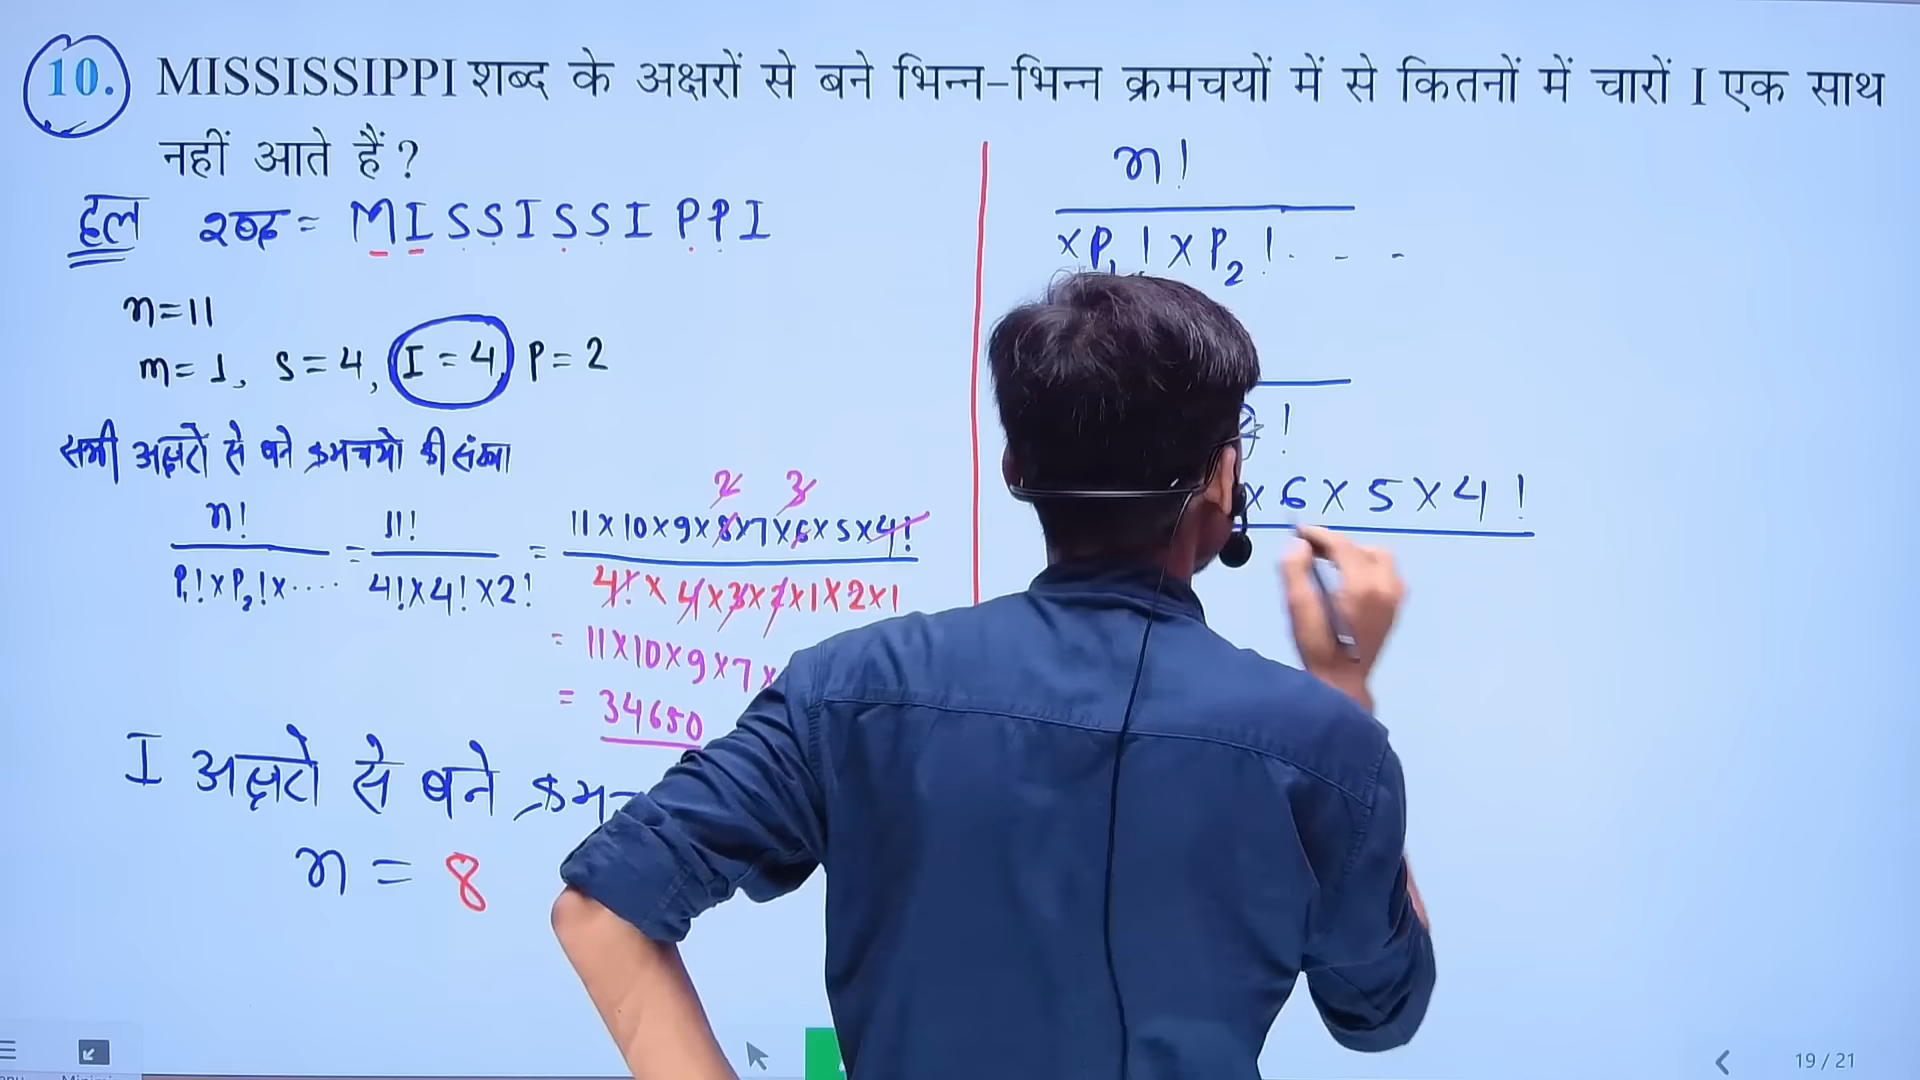 10. MISSISSIPPI शब्द के अक्षरों से बने भिन्न-भिन्न क्रमचयों में से कितनों में चारों I एक साथ
नहीं आते हैं ?
हल शब्द = M I S S I S S I P P I
n=11
m=1, S=4, I=4, P=2
सभी अक्षरों से बने क्रमचयो की संख्या
n! / P1! x P2! x .... = 11! / 4! x 4! x 2! = 11 x 10 x 9 x 8 x 7 x 6 x 5 x 4! / 4! x 4 x 3 x 2 x 1 x 2 x 1
2 3
= 11 x 10 x 9 x 7 x
= 34650
I अक्षरो से बने
n = 8
n!
x P1! x P2! . - -
!
x 6 x 5 x 4!
19 / 21